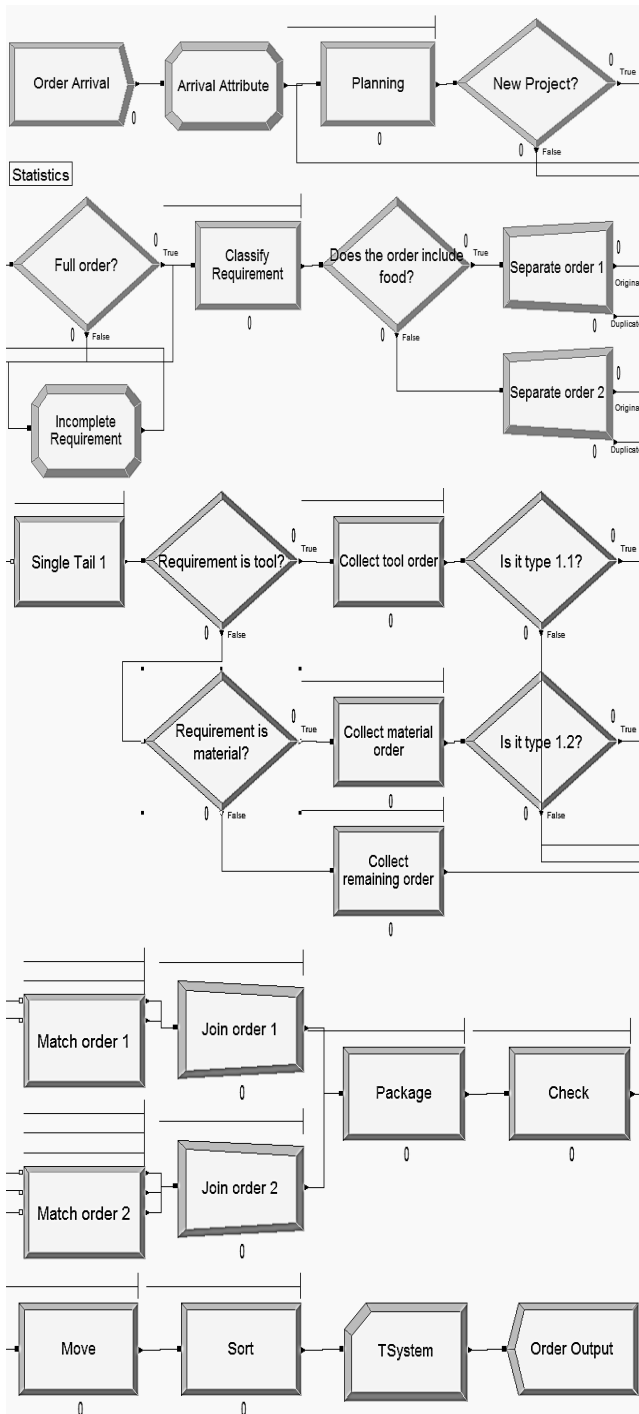 Order Arrival
0
Arrival Attribute
Planning
0
New Project?
0
True
0
False
Statistics
Full order?
0
True
0
False
Classify
Requirement
0
Does the order include
food?
0
True
0
False
Separate order 1
0
Origina
0
Duplicate
Separate order 2
0
Origina
0
Duplicate
Incomplete
Requirement
Single Tail 1
Requirement is tool?
0
True
0
False
Collect tool order
0
Is it type 1.1?
0
True
0
False
Requirement is
material?
0
True
0
False
Collect material
order
0
Is it type 1.2?
0
True
0
False
Collect
remaining order
0
Match order 1
Join order 1
0
Package
0
Check
0
Match order 2
Join order 2
0
Move
0
Sort
0
TSystem
Order Output
0